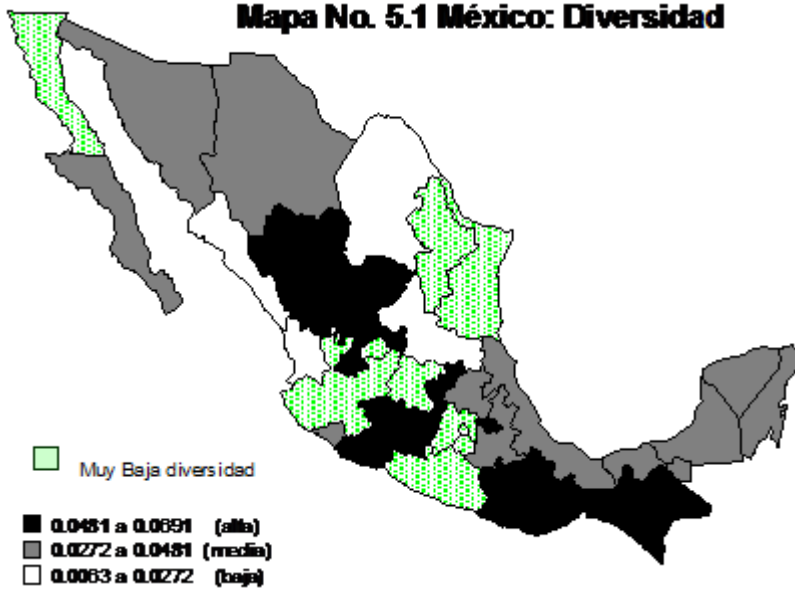 Mapa No. 5.1 México: Diversidad
Muy Baja diversidad
0.0481 a 0.0691 (alta)
0.0272 a 0.0481 (media)
0.0063 a 0.0272 (baja)